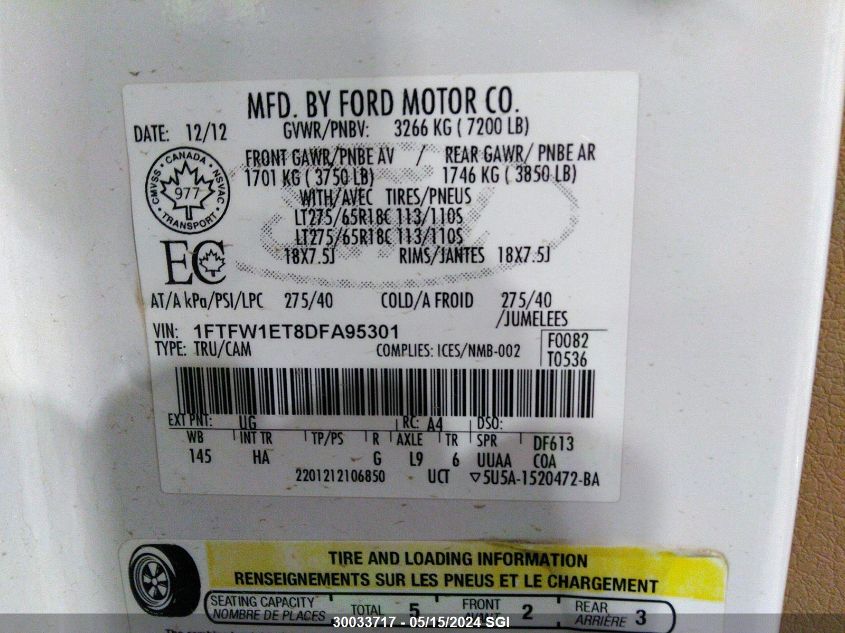 MFD. BY FORD MOTOR CO.
DATE: 12/12 GVWR/PNBV: 3266 KG ( 7200 LB)
FRONT GAWR/PNBE AV / REAR GAWR/ PNBE AR
1701 KG ( 3750 LB) 1746 KG ( 3850 LB)
WITH/AVEC TIRES/PNEUS
LT275/65R18C 113/110S
LT275/65R18C 113/110S
18X7.5J RIMS/JANTES 18X7.5J
CMVSS • CANADA • NSVAC • TRANSPORT •
977
EC
AT/A kPa/PSI/LPC 275/40 COLD/A FROID 275/40
/JUMELEES
VIN: 1FTFW1ET8DFA95301
TYPE: TRU/CAM COMPLIES: ICES/NMB-002
F0082
T0536
EXT PNT: UG RC: A4 DSO:
WB INT TR TP/PS R AXLE TR SPR DF613
145 HA G L9 6 UUAA COA
2201212106850 UCT ▽5U5A-1520472-BA
TIRE AND LOADING INFORMATION
RENSEIGNEMENTS SUR LES PNEUS ET LE CHARGEMENT
SEATING CAPACITY
NOMBRE DE PLACES
TOTAL 5
FRONT
AVANT 2
REAR
ARRIÈRE 3
30033717 - 05/15/2024 SGI